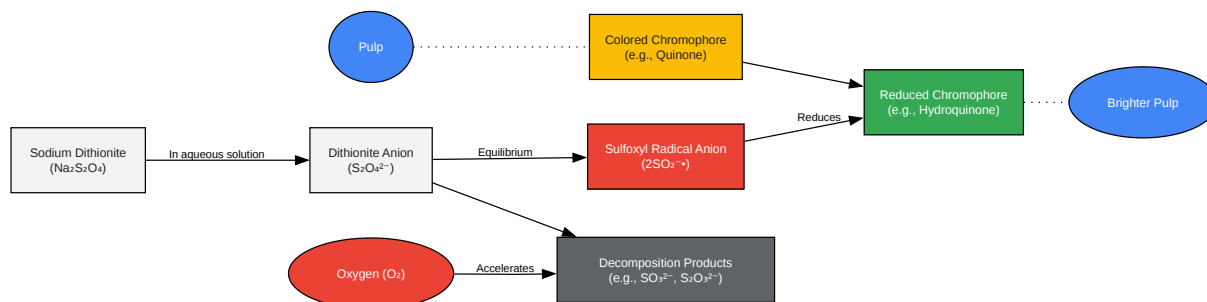 Pulp
Colored Chromophore
(e.g., Quinone)
Reduced Chromophore
(e.g., Hydroquinone)
Brighter Pulp
Reduces
Sodium Dithionite
(Na₂S₂O₄)
In aqueous solution
Dithionite Anion
(S₂O₄²⁻)
Equilibrium
Sulfoxyl Radical Anion
(2SO₂⁻•)
Oxygen (O₂)
Accelerates
Decomposition Products
(e.g., SO₃²⁻, S₂O₃²⁻)